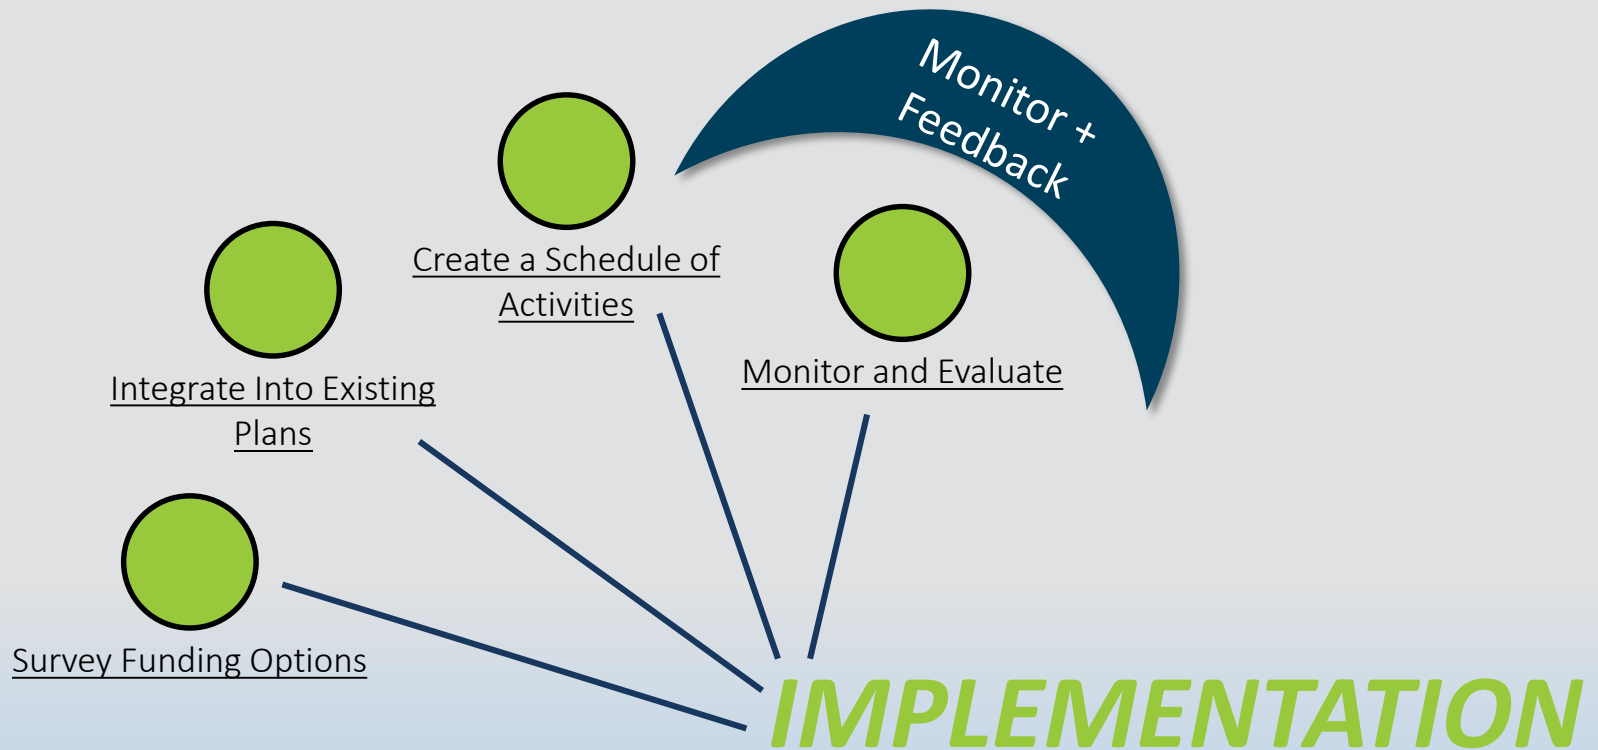 Monitor +
Feedback
Create a Schedule of
Activities
Monitor and Evaluate
Integrate Into Existing
Plans
Survey Funding Options
IMPLEMENTATION